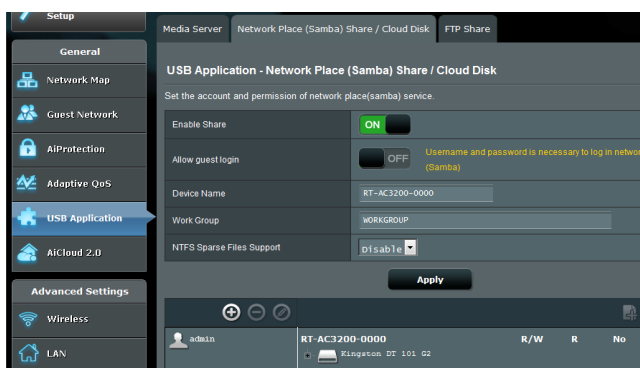 Setup
General
Network Map
Guest Network
AiProtection
Adaptive QoS
USB Application
AiCloud 2.0
Advanced Settings
Wireless
LAN
Media Server
Network Place (Samba) Share / Cloud Disk
FTP Share
USB Application - Network Place (Samba) Share / Cloud Disk
Set the account and permission of network place(samba) service.
Enable Share
ON
Allow guest login
OFF
Username and password is necessary to log in networ
(Samba)
Device Name
RT-AC3200-0000
Work Group
WORKGROUP
NTFS Sparse Files Support
Disable
Apply
admin
RT-AC3200-0000
R/W
R
No
Kingston DT 101 G2